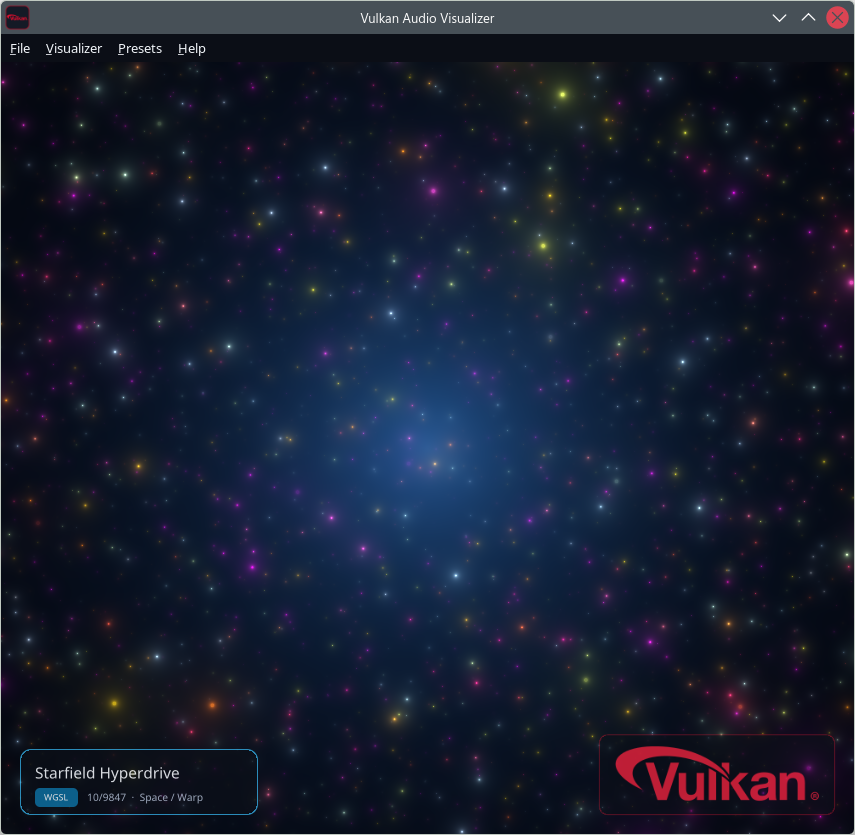 Vulkan Audio Visualizer
File Visualizer Presets Help
Starfield Hyperdrive
WGSL 10/9847 · Space / Warp
Vulkan®